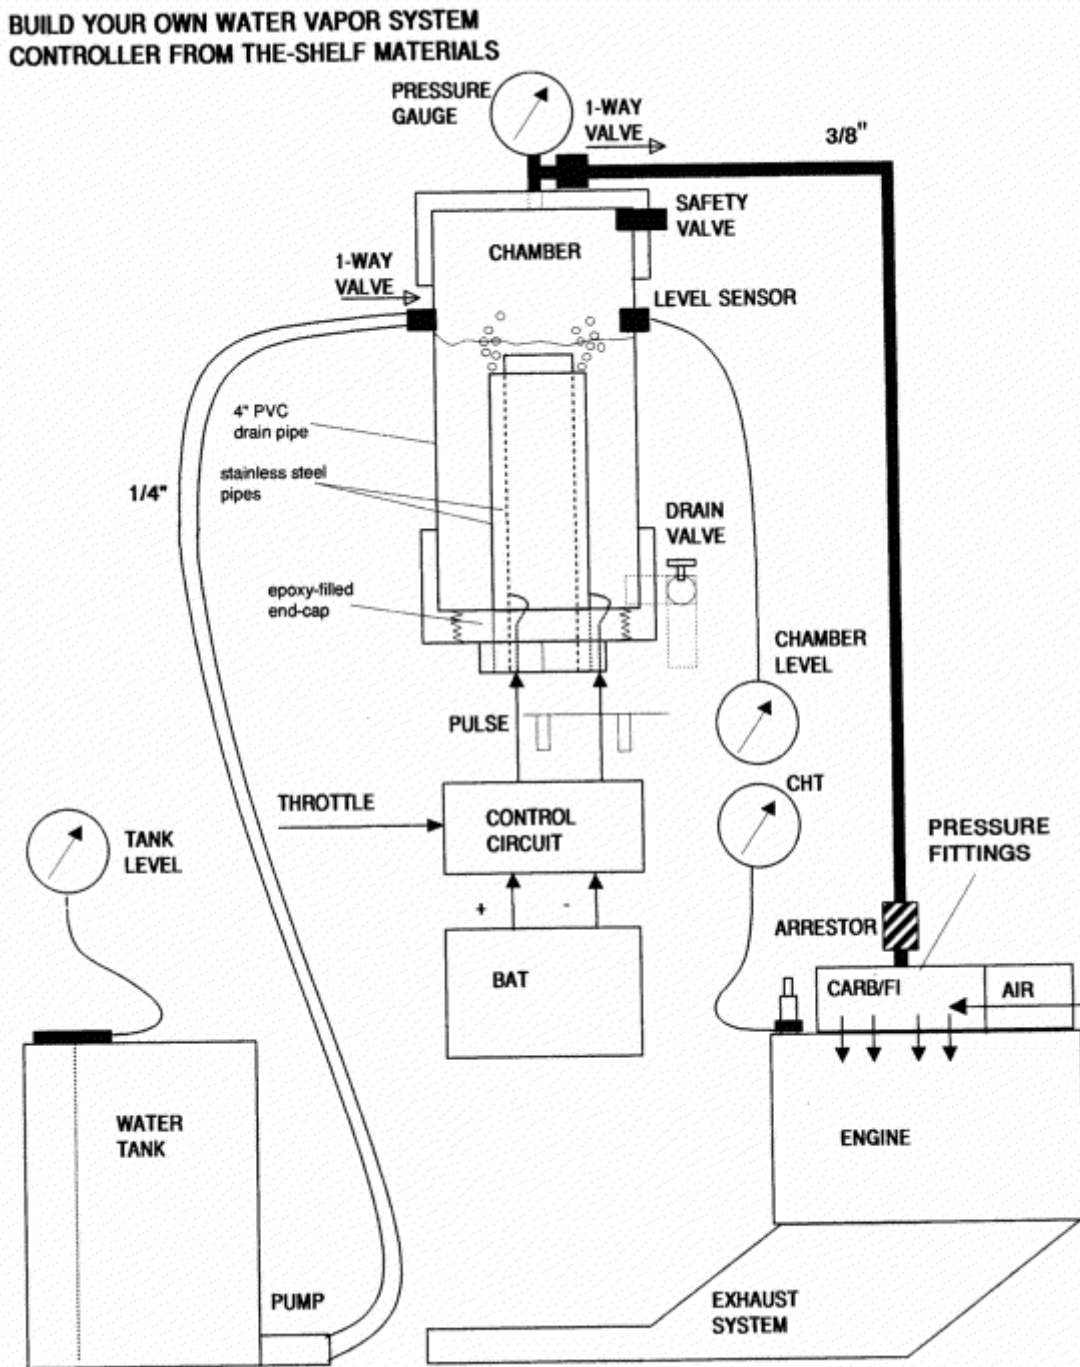 BUILD YOUR OWN WATER VAPOR SYSTEM
CONTROLLER FROM THE-SHELF MATERIALS
PRESSURE
GAUGE
1-WAY
VALVE
3/8"
SAFETY
VALVE
CHAMBER
1-WAY
VALVE
LEVEL SENSOR
4" PVC
drain pipe
stainless steel
pipes
1/4"
DRAIN
VALVE
epoxy-filled
end-cap
CHAMBER
LEVEL
PULSE
THROTTLE
CONTROL
CIRCUIT
CHT
TANK
LEVEL
PRESSURE
FITTINGS
+ -
ARRESTOR
BAT
CARB/FI
AIR
WATER
TANK
ENGINE
PUMP
EXHAUST
SYSTEM